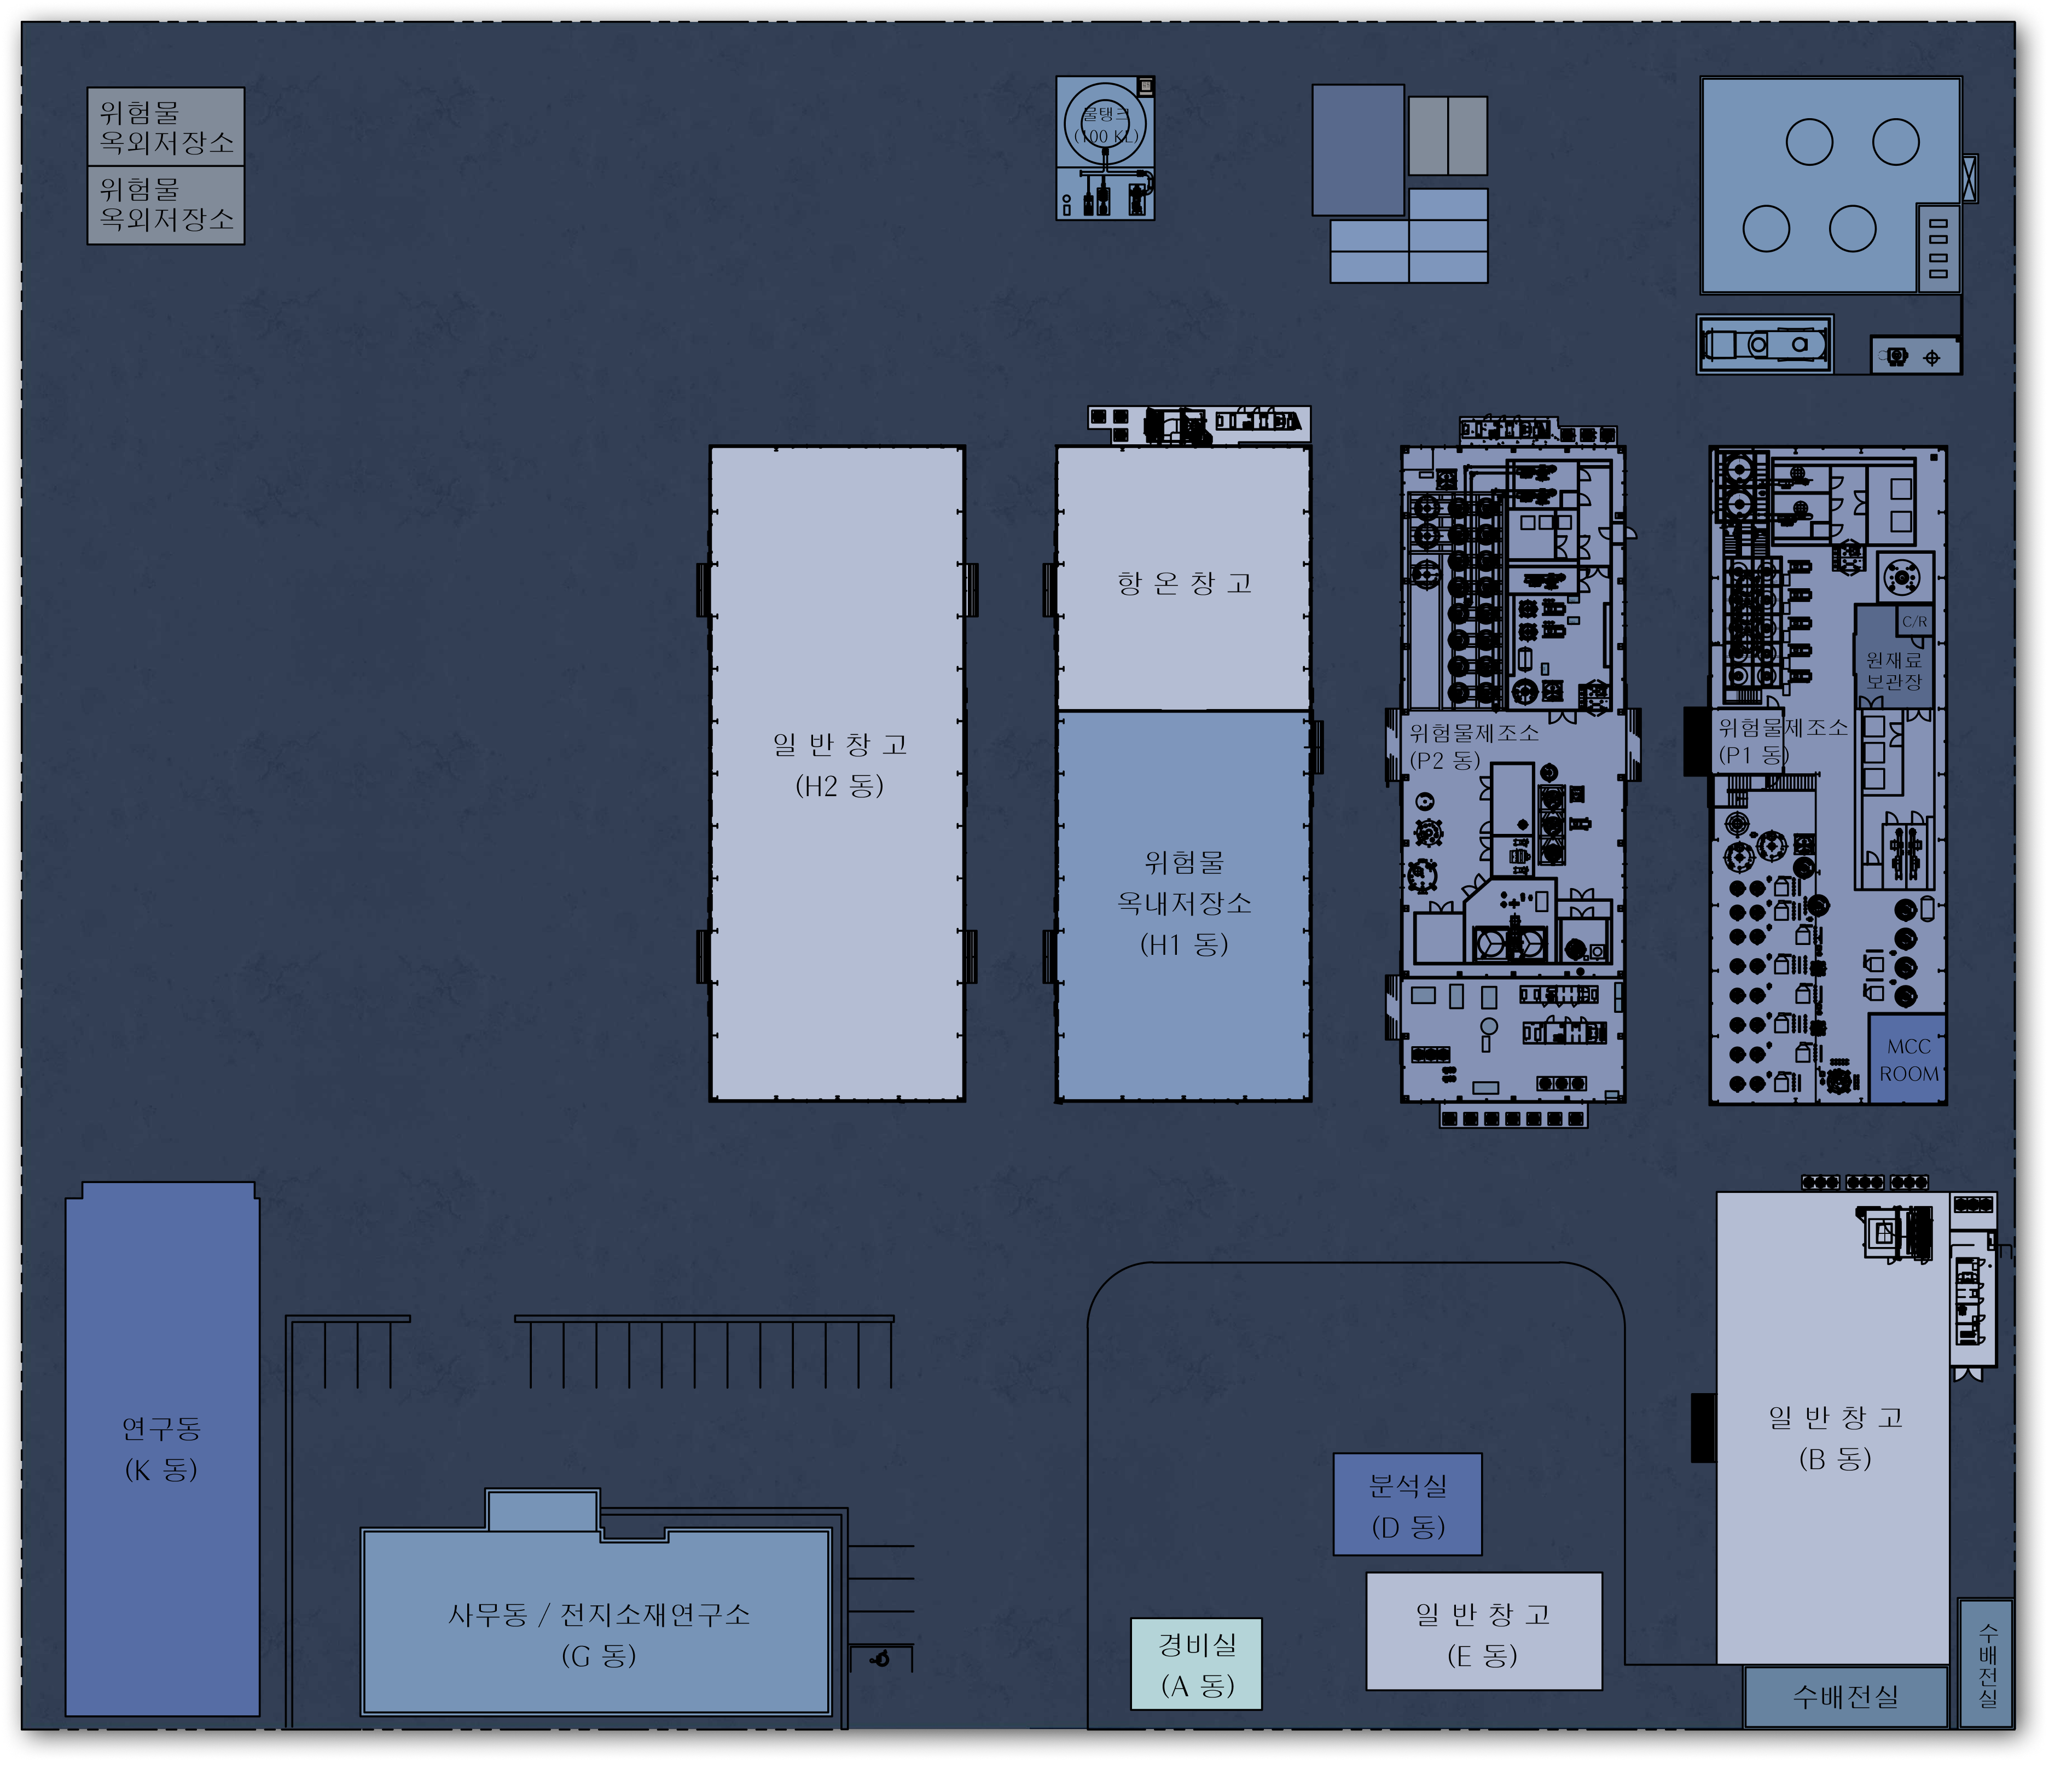 위험물
옥외저장소
위험물
옥외저장소
물탱크
(100 KL)
항 온 창 고
일 반 창 고
(H2 동)
위험물
옥내저장소
(H1 동)
위험물제조소
(P2 동)
C/R
원재료
보관장
위험물제조소
(P1 동)
MCC
ROOM
연구동
(K 동)
사무동 / 전지소재연구소
(G 동)
분석실
(D 동)
경비실
(A 동)
일 반 창 고
(E 동)
일 반 창 고
(B 동)
수배전실
수배전실